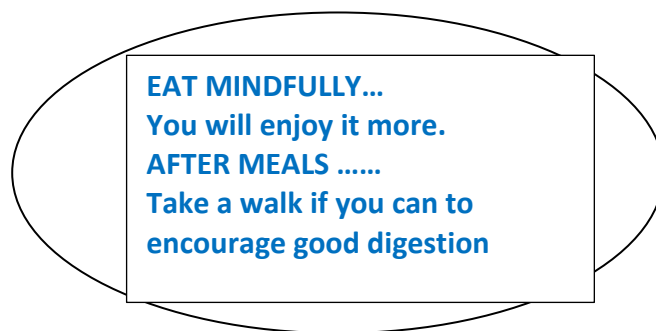 EAT MINDFULLY…
You will enjoy it more.
AFTER MEALS ……
Take a walk if you can to
encourage good digestion